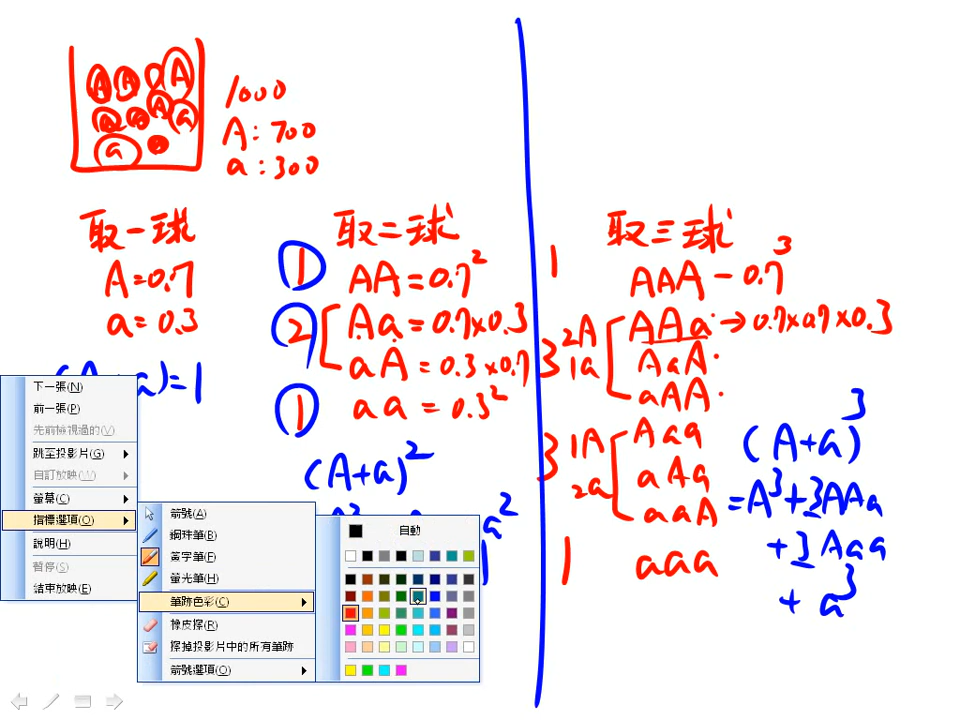 A A A
A a
a
1000
A:700
a:300
取一球
A=0.7
a=0.3
a)=1
取二球
① AA=0.7²
② Aa=0.7×0.3
aA=0.3×0.7
① aa=0.3²
(A+a)²
a²
取三球
1 AAA-0.7³
3 2A 1a AAa→0.7×0.7×0.3
AaA
aAA
3 1A 2a Aaa
aAa
aaA
1 aaa
(A+a)³
=A³+3AAa
+3Aaa
+a³
下一張(N)
前一張(P)
先前檢視過的(V)
跳至投影片(G)
自訂放映(W)
螢幕(C)
指標選項(O)
說明(H)
暫停(S)
結束放映(E)
箭號(A)
鋼珠筆(B)
簽字筆(F)
螢光筆(H)
筆跡色彩(C)
橡皮擦(R)
擦掉投影片中的所有筆跡
箭號選項(O)
自動